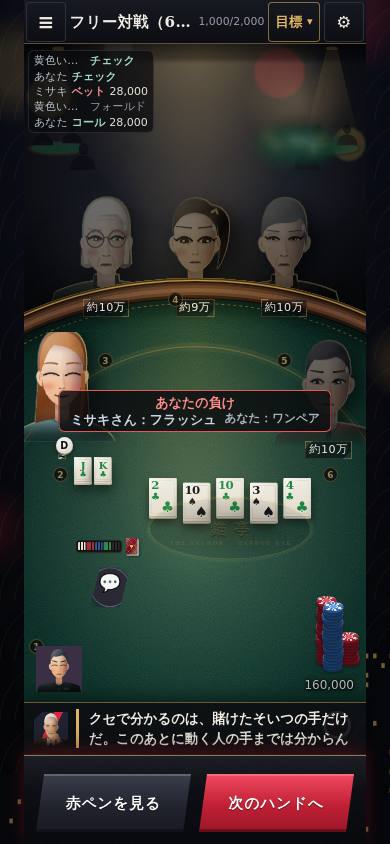 フリー対戦（6… 1,000/2,000 目標 ▾
黄色い… チェック
あなた チェック
ミサキ ベット 28,000
黄色い… フォールド
あなた コール 28,000
約10万 4 約9万 約10万
3 5
あなたの負け
ミサキさん：フラッシュ あなた：ワンペア
約10万
D
2 J K 6
2 10 10 3 4
1
160,000
クセで分かるのは、賭けたそいつの手だけ
だ。このあとに動く人の手までは分からん
赤ペンを見る 次のハンドへ